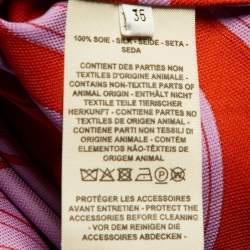 36
100% SOIE - SILK - SEIDE - SETA -
SEDA
CONTIENT DES PARTIES NON
TEXTILES D'ORIGINE ANIMALE -
CONTAINS NON-TEXTILE PARTS OF
ANIMAL ORIGIN - ENTHÄLT NICHT
TEXTILE TEILE TIERISCHER
HERKUNFT - CONTIENE PARTES NO
TEXTILES DE ORIGEN ANIMAL -
CONTIENE PARTI NON TESSILI DI
ORIGINE ANIMALE - CONTÉM
ELEMENTOS NÃO-TÊXTEIS DE
ORIGEM ANIMAL
PROTÉGER LES ACCESSOIRES
AVANT ENTRETIEN - PROTECT THE
ACCESSORIES BEFORE CLEANING
- VOR DEM REINIGEN DIE